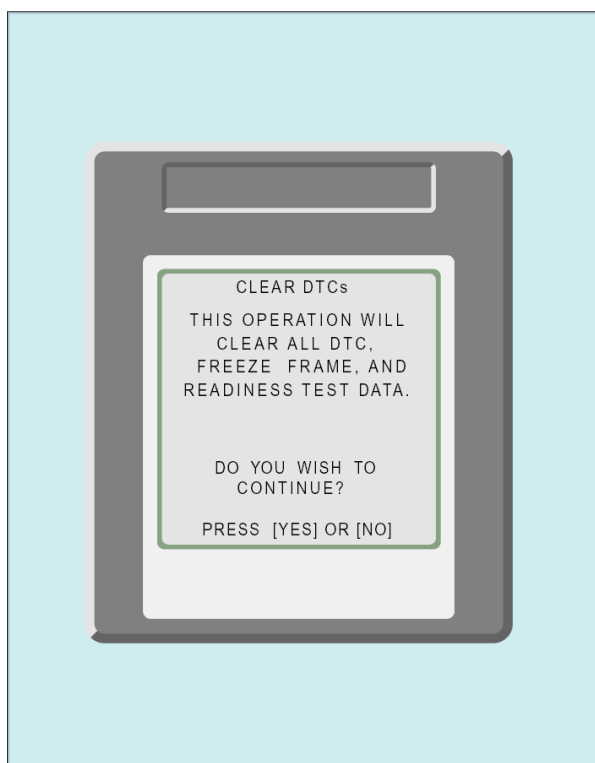 CLEAR DTCs
THIS OPERATION WILL
CLEAR ALL DTC,
FREEZE FRAME, AND
READINESS TEST DATA.
DO YOU WISH TO
CONTINUE?
PRESS [YES] OR [NO]